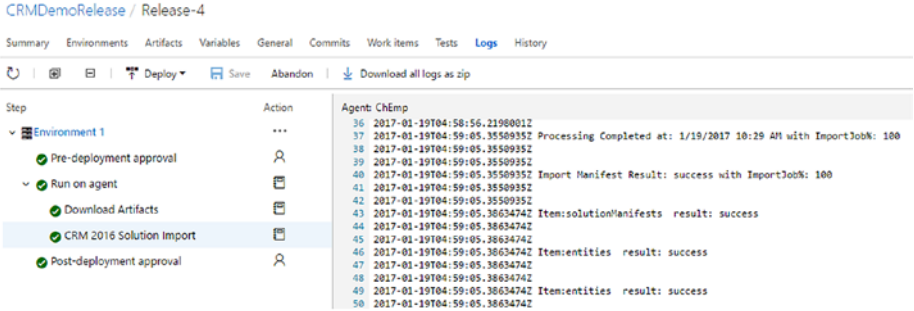 CRMDemoRelease / Release-4
Summary Environments Artifacts Variables General Commits Work items Tests Logs History
Deploy Save Abandon Download all logs as zip
Step Action
Environment 1 ...
Pre-deployment approval
Run on agent
Download Artifacts
CRM 2016 Solution Import
Post-deployment approval
Agent: ChEmp
36 2017-01-19T04:58:56.2198001Z
37 2017-01-19T04:59:05.3550935Z Processing Completed at: 1/19/2017 10:29 AM with ImportJob%: 100
38 2017-01-19T04:59:05.3550935Z
39 2017-01-19T04:59:05.3550935Z
40 2017-01-19T04:59:05.3550935Z Import Manifest Result: success with ImportJob%: 100
41 2017-01-19T04:59:05.3550935Z
42 2017-01-19T04:59:05.3550935Z
43 2017-01-19T04:59:05.3863474Z Item:solutionManifests result: success
44 2017-01-19T04:59:05.3863474Z
45 2017-01-19T04:59:05.3863474Z
46 2017-01-19T04:59:05.3863474Z Item:entities result: success
47 2017-01-19T04:59:05.3863474Z
48 2017-01-19T04:59:05.3863474Z
49 2017-01-19T04:59:05.3863474Z Item:entities result: success
50 2017-01-19T04:59:05.3863474Z